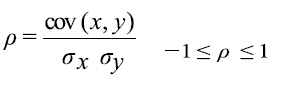 ρ = cov (x, y) / σx σy    −1 ≤ ρ ≤ 1